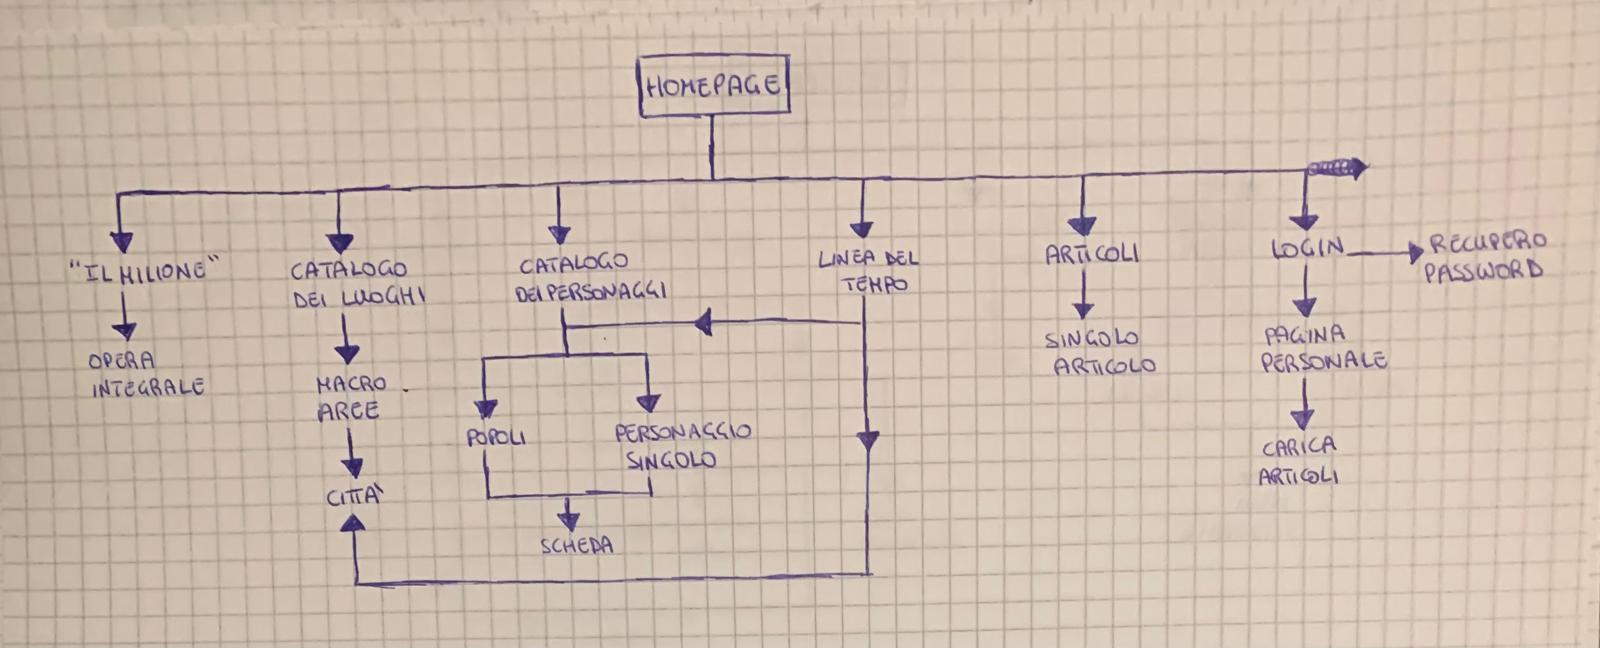 HOMEPAGE
"IL MILIONE"
OPERA
INTEGRALE
CATALOGO
DEI LUOGHI
MACRO
AREE
CITTÀ
CATALOGO
DEI PERSONAGGI
POPOLI
PERSONAGGIO
SINGOLO
SCHEDA
LINEA DEL
TEMPO
ARTICOLI
SINGOLO
ARTICOLO
LOGIN
RECUPERO
PASSWORD
PAGINA
PERSONALE
CARICA
ARTICOLI